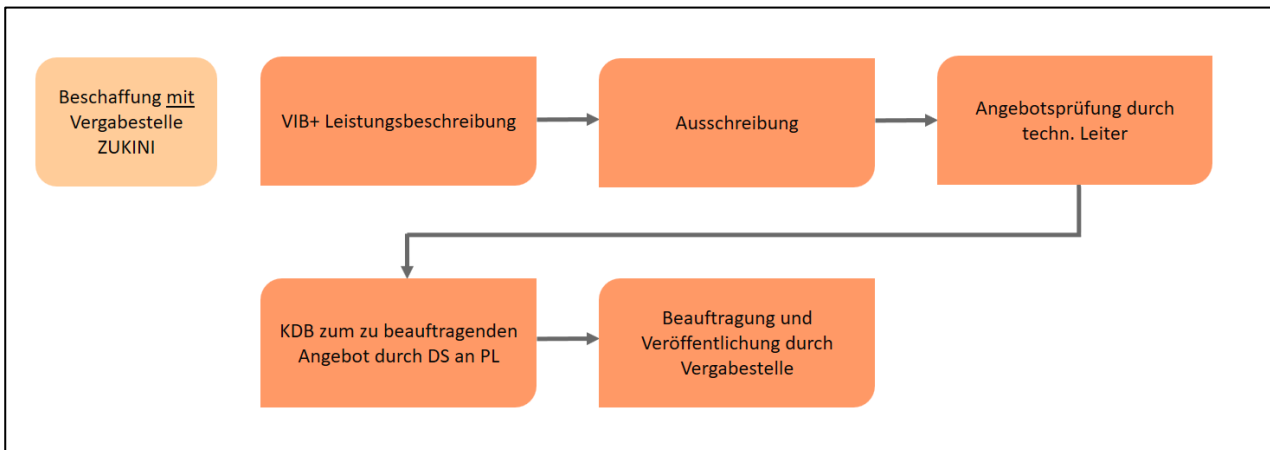 Beschaffung mit
Vergabestelle
ZUKINI
VIB+ Leistungsbeschreibung
Ausschreibung
Angebotsprüfung durch
techn. Leiter
KDB zum zu beauftragenden
Angebot durch DS an PL
Beauftragung und
Veröffentlichung durch
Vergabestelle